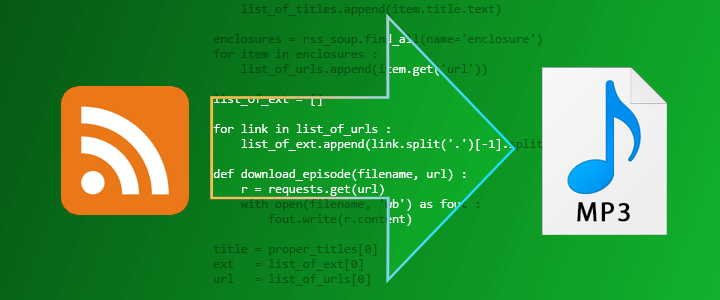 list_of_titles.append(item.title.text)
enclosures = rss_soup.find_all(name='enclosure')
for item in enclosures :
list_of_urls.append(item.get('url'))
list_of_ext = []
for link in list_of_urls :
list_of_ext.append(link.split('.')[-1].split
def download_episode(filename, url) :
r = requests.get(url)
with open(filename, 'wb') as fout :
fout.write(r.content)
title = proper_titles[0]
ext = list_of_ext[0]
url = list_of_urls[0]
MP3